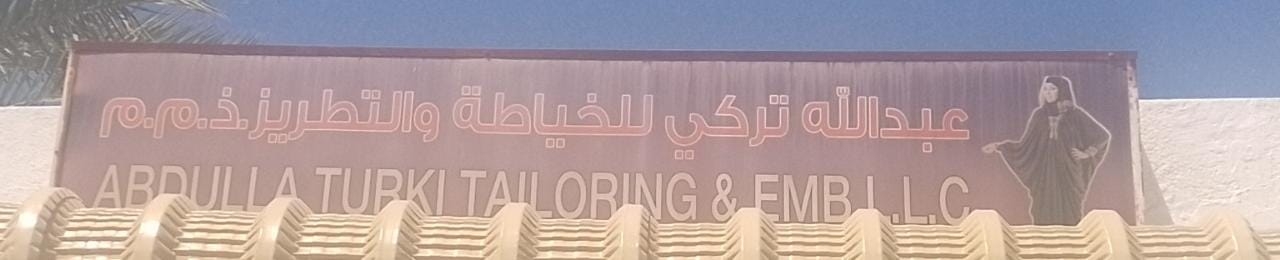 عبدالله تركي للخياطة والتطريز.ذ.م.م
ABDULLA TURKI TAILORING & EMB L.L.C